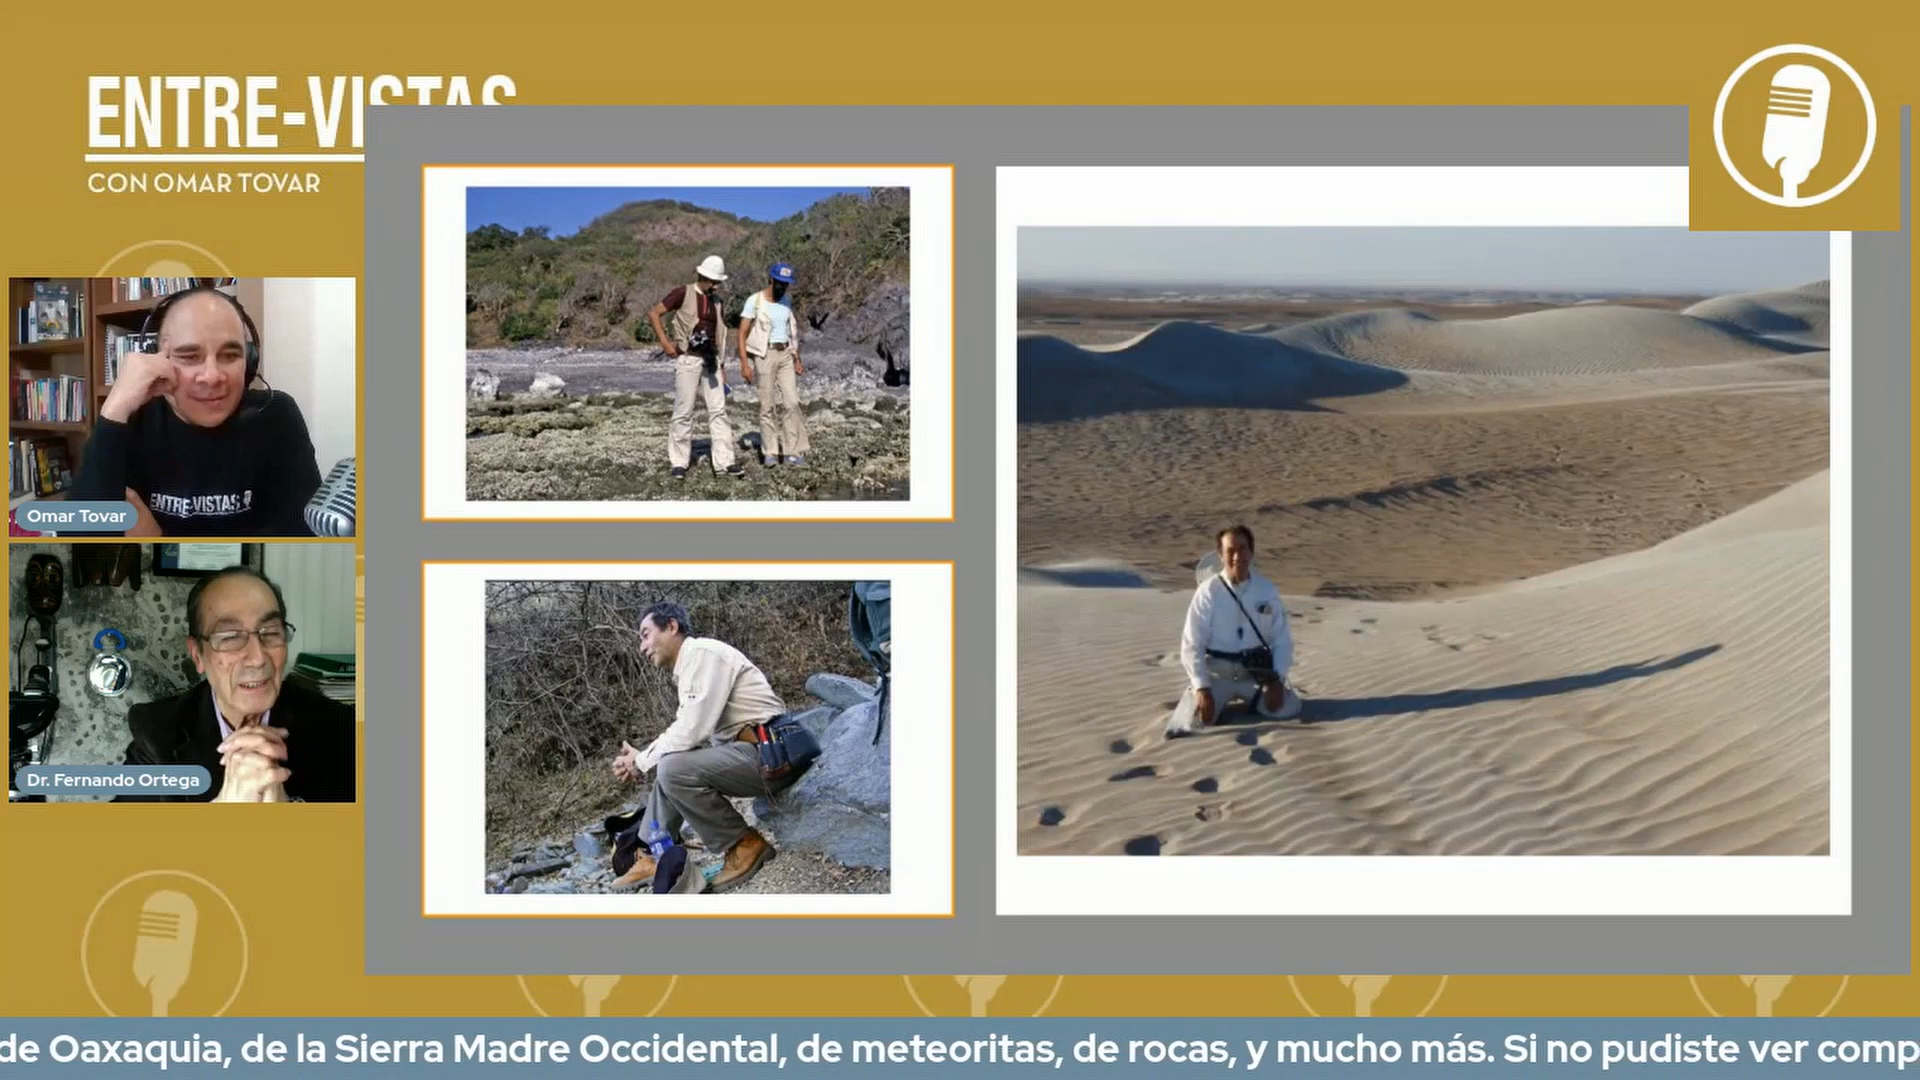 ENTRE-VISTAS
CON OMAR TOVAR
ENTRE-VISTAS
Omar Tovar
Dr. Fernando Ortega
de Oaxaquia, de la Sierra Madre Occidental, de meteoritas, de rocas, y mucho más. Si no pudiste ver comp